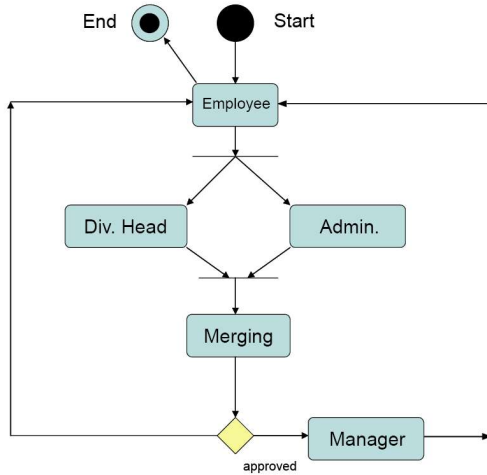 End
Start
Employee
Div. Head
Admin.
Merging
approved
Manager